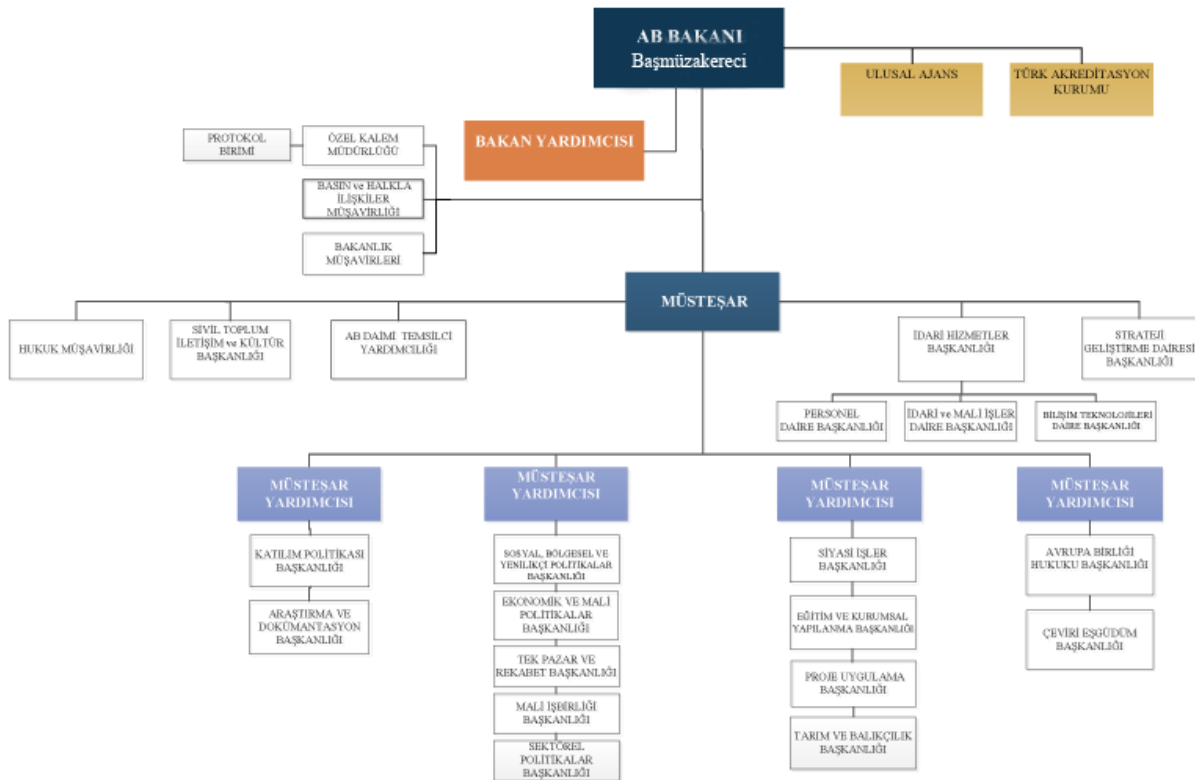 AB BAKANI
Başmüzakereci
ULUSAL AJANS
TÜRK AKREDİTASYON
KURUMU
BAKAN YARDIMCISI
PROTOKOL
BİRİMİ
ÖZEL KALEM
MÜDÜRLÜĞÜ
BASIN ve HALKLA
İLİŞKİLER
MÜŞAVİRLİĞİ
BAKANLIK
MÜŞAVİRLERİ
MÜSTEŞAR
HUKUK MÜŞAVİRLİĞİ
SİVİL TOPLUM
İLETİŞİM ve KÜLTÜR
BAŞKANLIĞI
AB DAİMİ TEMSİLCİ
YARDIMCILIĞI
İDARİ HİZMETLER
BAŞKANLIĞI
STRATEJİ
GELİŞTİRME DAİRESİ
BAŞKANLIĞI
PERSONEL
DAİRE BAŞKANLIĞI
İDARİ ve MALİ İŞLER
DAİRE BAŞKANLIĞI
BİLİŞİM TEKNOLOJİLERİ
DAİRE BAŞKANLIĞI
MÜSTEŞAR
YARDIMCISI
KATILIM POLİTİKASI
BAŞKANLIĞI
ARAŞTIRMA VE
DOKÜMANTASYON
BAŞKANLIĞI
MÜSTEŞAR
YARDIMCISI
SOSYAL, BÖLGESEL VE
YENİLİKÇİ POLİTİKALAR
BAŞKANLIĞI
EKONOMİK VE MALİ
POLİTİKALAR
BAŞKANLIĞI
TEK PAZAR VE
REKABET BAŞKANLIĞI
MALİ İŞBİRLİĞİ
BAŞKANLIĞI
SEKTÖREL
POLİTİKALAR
BAŞKANLIĞI
MÜSTEŞAR
YARDIMCISI
SİYASİ İŞLER
BAŞKANLIĞI
EĞİTİM VE KURUMSAL
YAPILANMA BAŞKANLIĞI
PROJE UYGULAMA
BAŞKANLIĞI
TARIM VE BALIKÇILIK
BAŞKANLIĞI
MÜSTEŞAR
YARDIMCISI
AVRUPA BİRLİĞİ
HUKUKU BAŞKANLIĞI
ÇEVİRİ EŞGÜDÜM
BAŞKANLIĞI